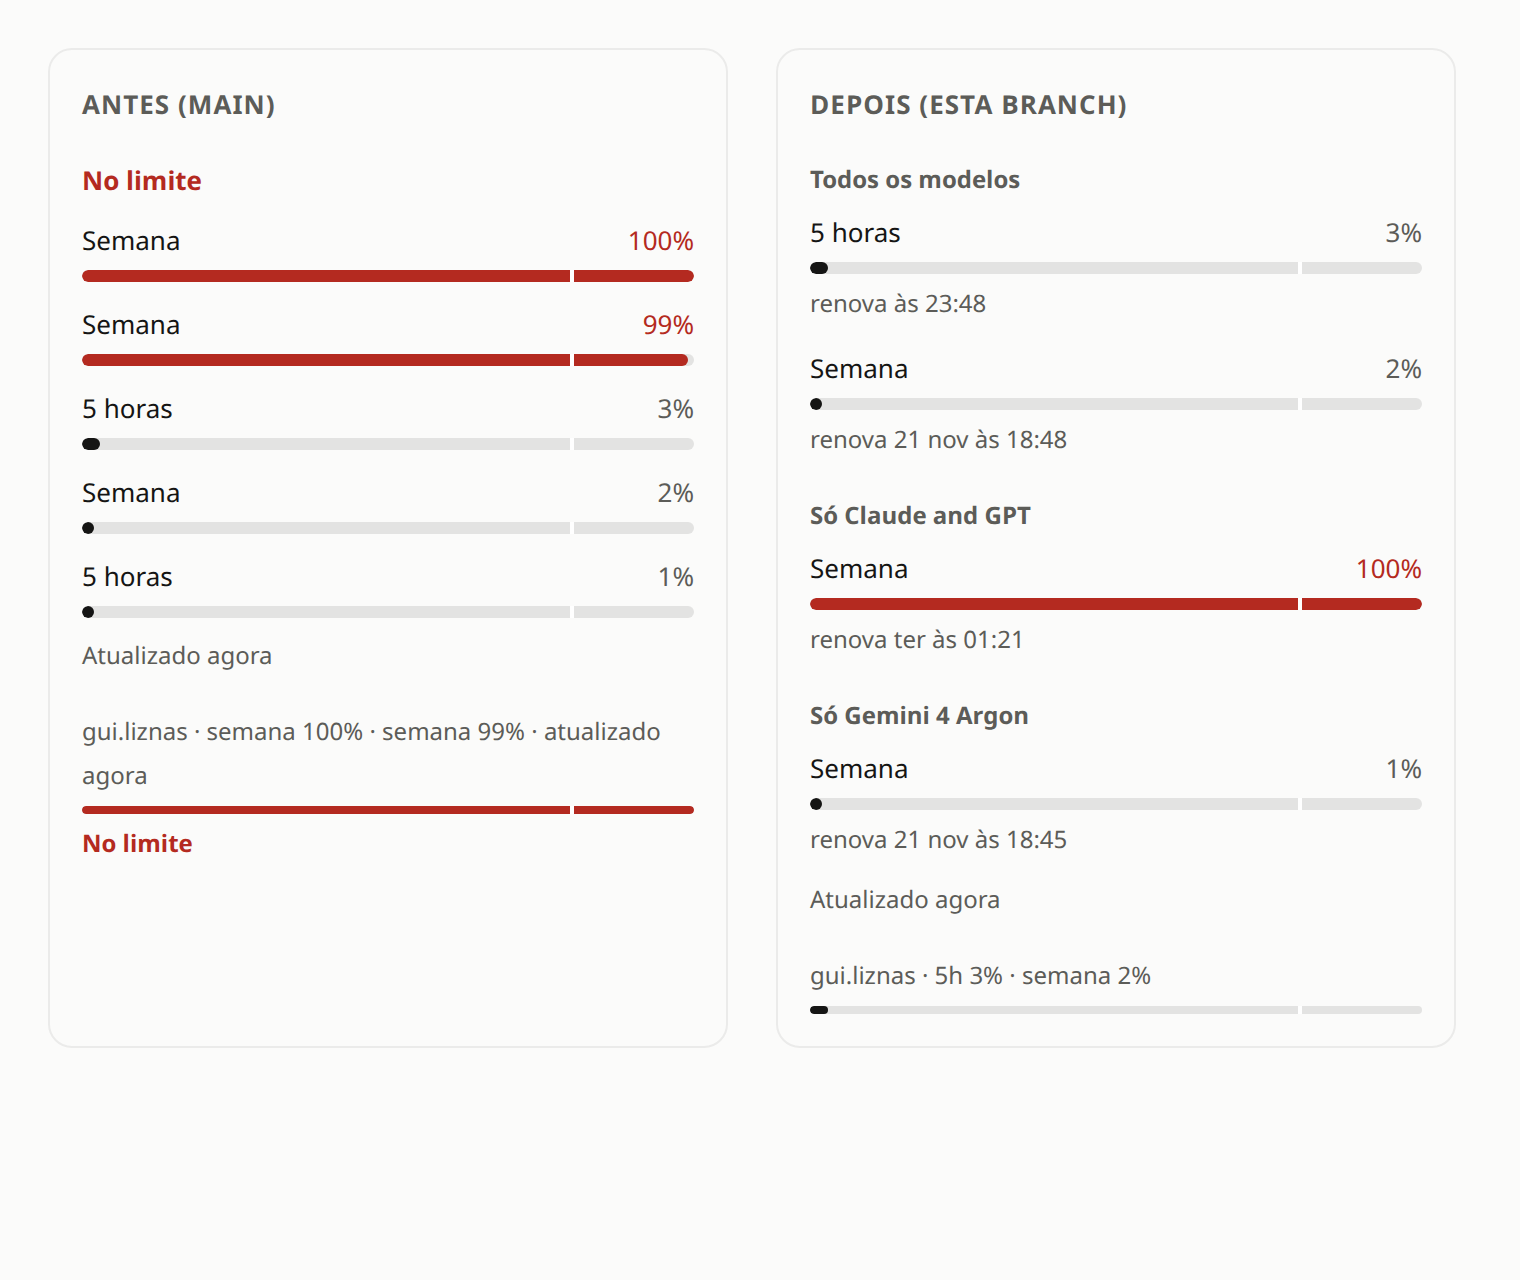 ANTES (MAIN)
No limite
Semana 100%
Semana 99%
5 horas 3%
Semana 2%
5 horas 1%
Atualizado agora
gui.liznas · semana 100% · semana 99% · atualizado
agora
No limite
DEPOIS (ESTA BRANCH)
Todos os modelos
5 horas 3%
renova às 23:48
Semana 2%
renova 21 nov às 18:48
Só Claude and GPT
Semana 100%
renova ter às 01:21
Só Gemini 4 Argon
Semana 1%
renova 21 nov às 18:45
Atualizado agora
gui.liznas · 5h 3% · semana 2%